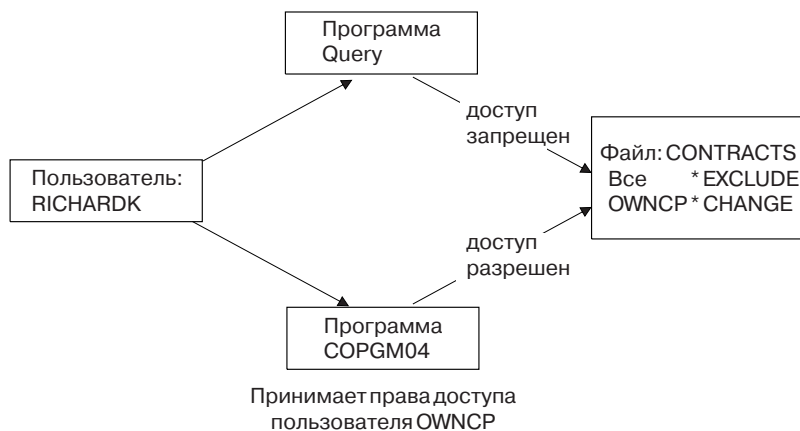 Программа
Query
доступ
запрещен
Файл: CONTRACTS
Все *EXCLUDE
OWNCP *CHANGE
Пользователь:
RICHARDK
доступ
разрешен
Программа
COPGM04
Принимает права доступа
пользователя OWNCP